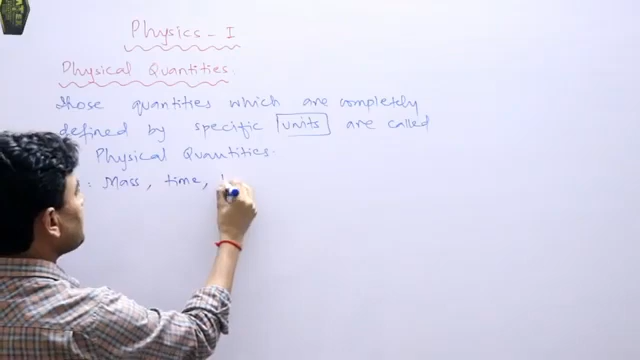 Physics - I
Physical Quantities
Those quantities which are completely
defined by specific units are called
Physical Quantities.
: Mass, time,